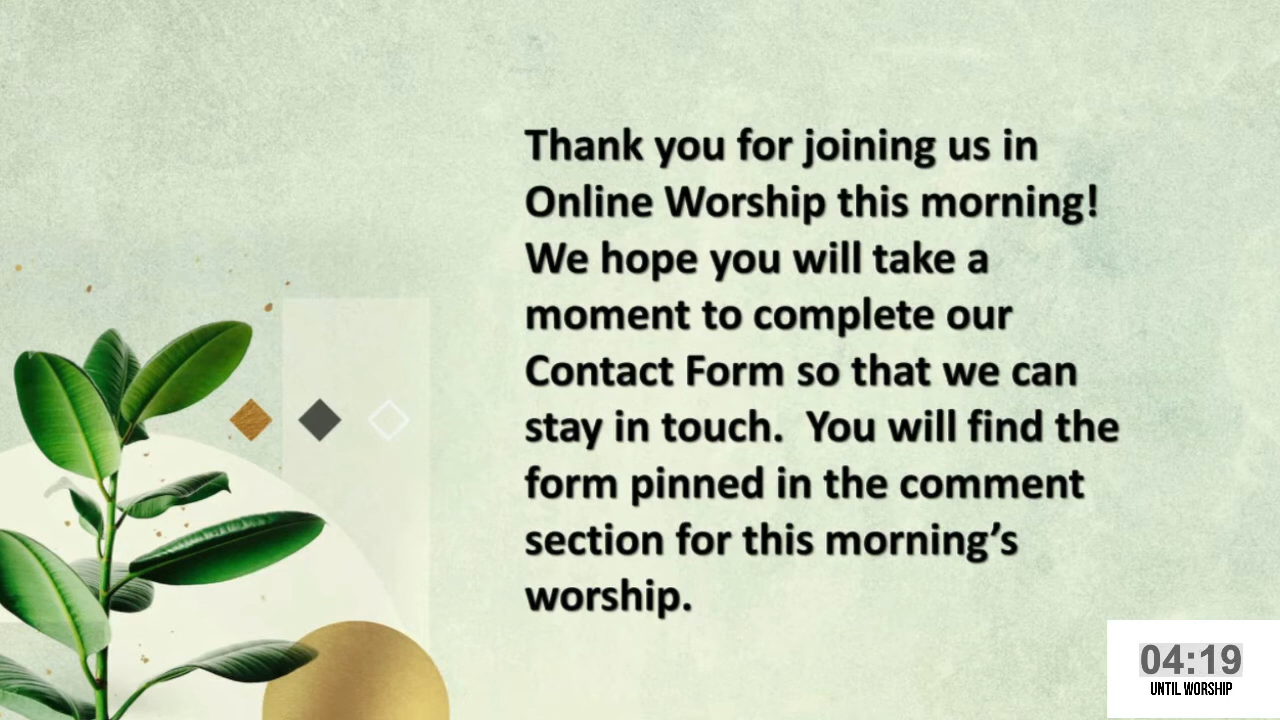 Thank you for joining us in
Online Worship this morning!
We hope you will take a
moment to complete our
Contact Form so that we can
stay in touch.  You will find the
form pinned in the comment
section for this morning’s
worship.
04:19
UNTIL WORSHIP